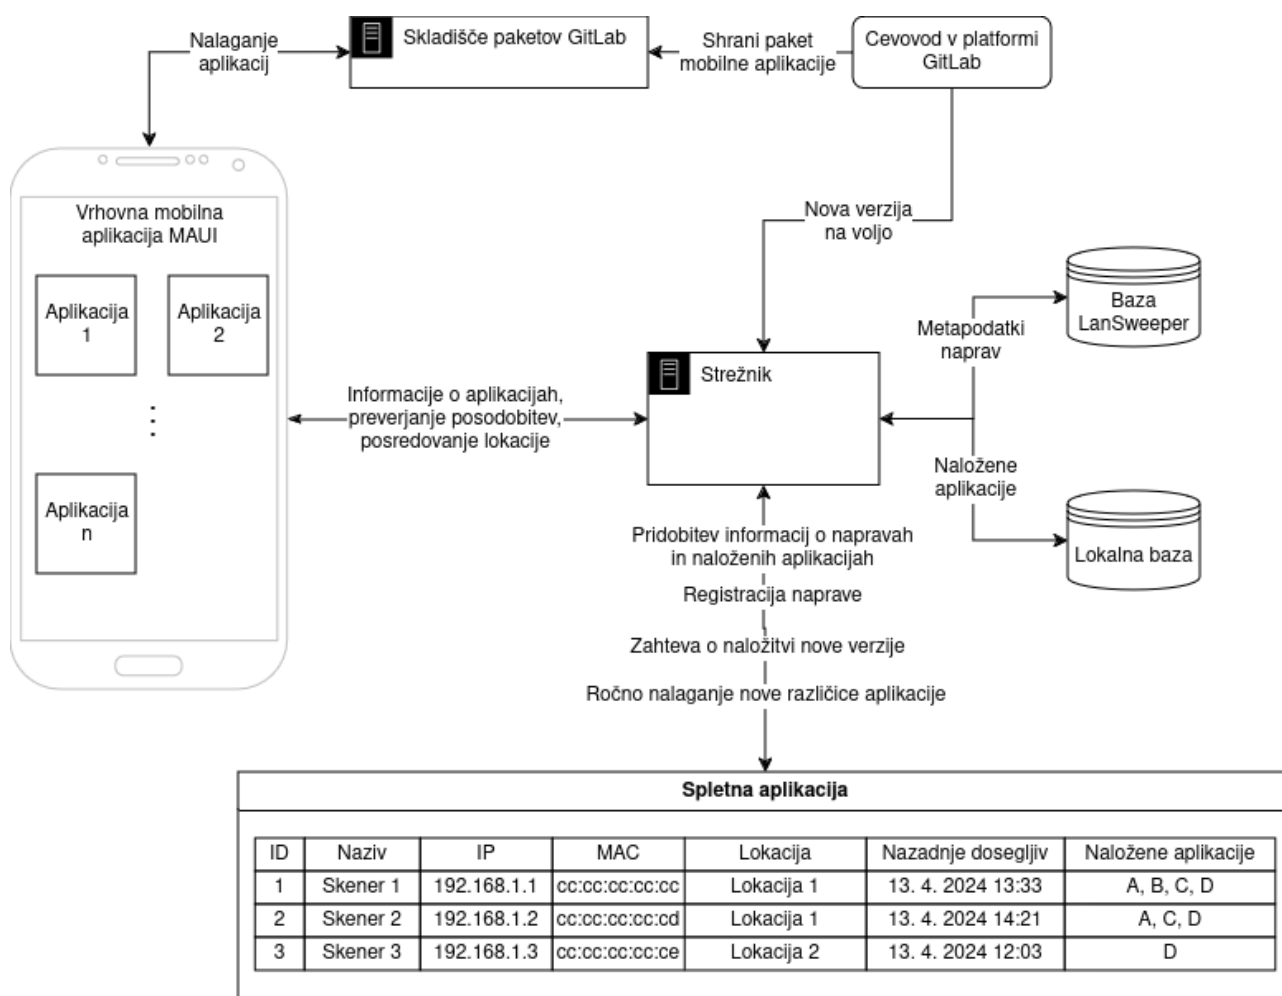 Nalaganje
aplikacij
Skladišče paketov GitLab
Shrani paket
mobilne aplikacije
Cevovod v platformi
GitLab
Vrhovna mobilna
aplikacija MAUI
Aplikacija
1
Aplikacija
2
⋮
Aplikacija
n
Nova verzija
na voljo
Informacije o aplikacijah,
preverjanje posodobitev,
posredovanje lokacije
Strežnik
Metapodatki
naprav
Baza
LanSweeper
Naložene
aplikacije
Lokalna baza
Pridobitev informacij o napravah
in naloženih aplikacijah
Registracija naprave
Zahteva o naložitvi nove verzije
Ročno nalaganje nove različice aplikacije
Spletna aplikacija
ID Naziv IP MAC Lokacija Nazadnje dosegljiv Naložene aplikacije
1 Skener 1 192.168.1.1 cc:cc:cc:cc:cc Lokacija 1 13. 4. 2024 13:33 A, B, C, D
2 Skener 2 192.168.1.2 cc:cc:cc:cc:cd Lokacija 1 13. 4. 2024 14:21 A, C, D
3 Skener 3 192.168.1.3 cc:cc:cc:cc:ce Lokacija 2 13. 4. 2024 12:03 D